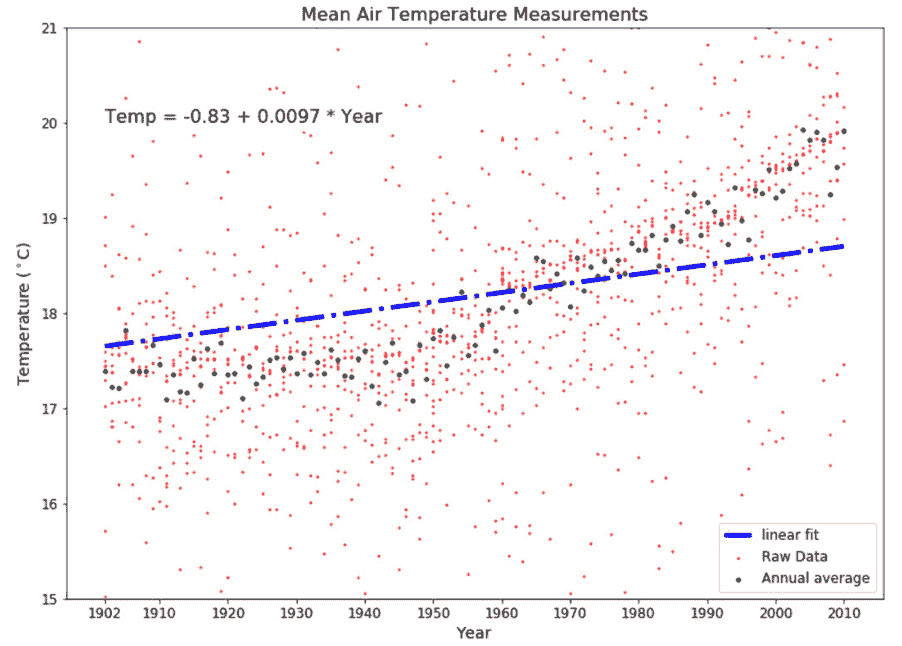 Mean Air Temperature Measurements
Temp = -0.83 + 0.0097 * Year
Temperature (°C)
21
20
19
18
17
16
15
1902 1910 1920 1930 1940 1950 1960 1970 1980 1990 2000 2010
Year
linear fit
Raw Data
Annual average